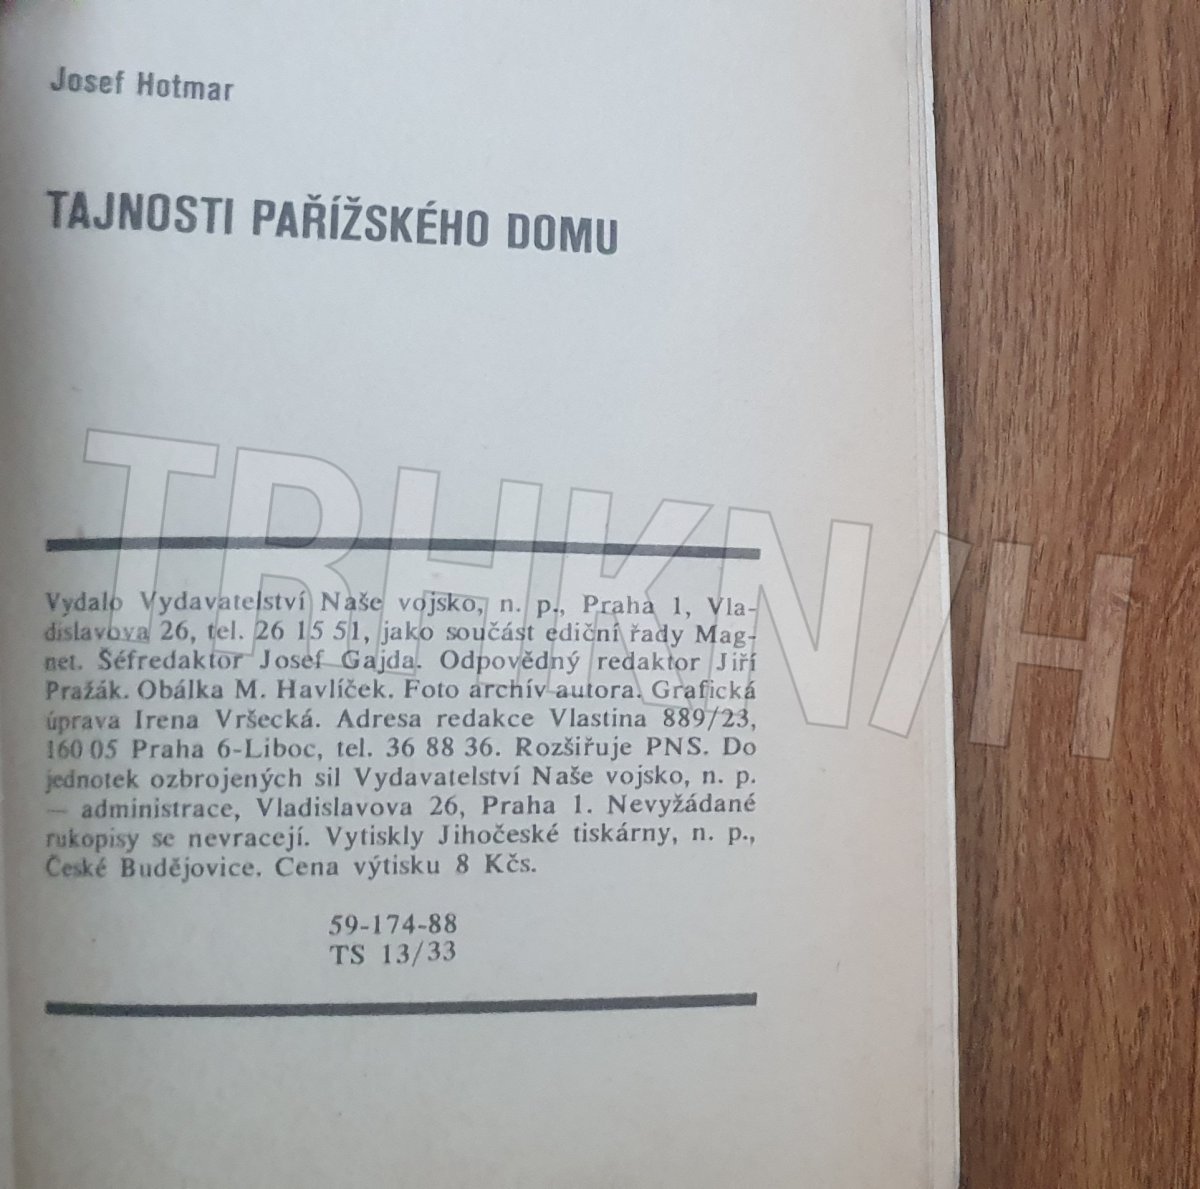 Josef Hotmar
TAJNOSTI PAŘÍŽSKÉHO DOMU
TRHKNIH
Vydalo Vydavatelství Naše vojsko, n. p., Praha 1, Vla-
dislavova 26, tel. 26 15 51, jako součást ediční řady Mag-
net. Šéfredaktor Josef Gajda. Odpovědný redaktor Jiří
Pražák. Obálka M. Havlíček. Foto archív autora. Grafická
úprava Irena Vršecká. Adresa redakce Vlastina 889/23,
160 05 Praha 6-Liboc, tel. 36 88 36. Rozšiřuje PNS. Do
jednotek ozbrojených sil Vydavatelství Naše vojsko, n. p.
— administrace, Vladislavova 26, Praha 1. Nevyžádané
rukopisy se nevracejí. Vytiskly Jihočeské tiskárny, n. p.,
České Budějovice. Cena výtisku 8 Kčs.
59-174-88
TS 13/33